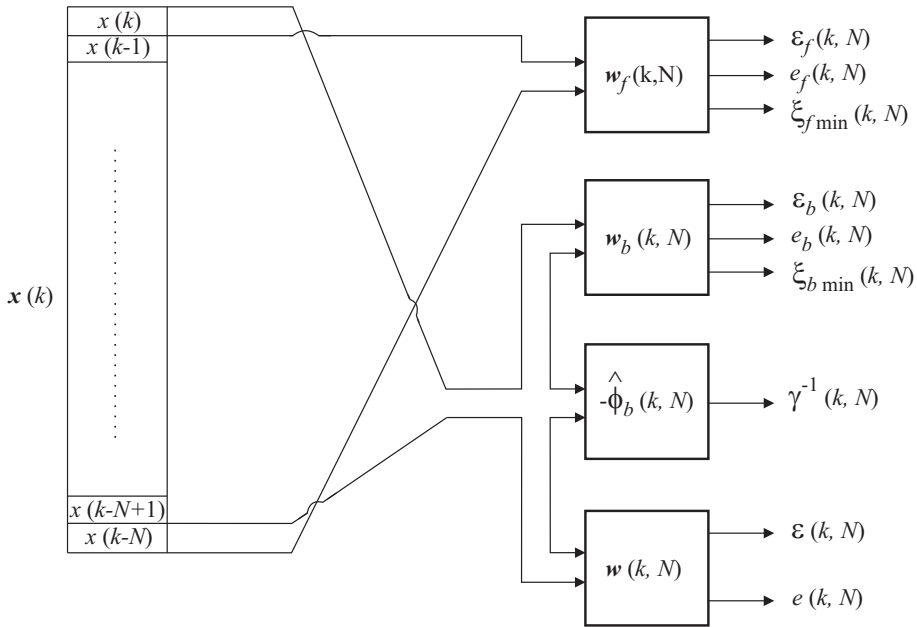 x (k)
x (k-1)
x (k)
x (k-N+1)
x (k-N)
w_f (k,N)
ε_f (k, N)
e_f (k, N)
ξ_f min (k, N)
w_b (k, N)
ε_b (k, N)
e_b (k, N)
ξ_b min (k, N)
-ϕ̂_b (k, N)
γ⁻¹ (k, N)
w (k, N)
ε (k, N)
e (k, N)